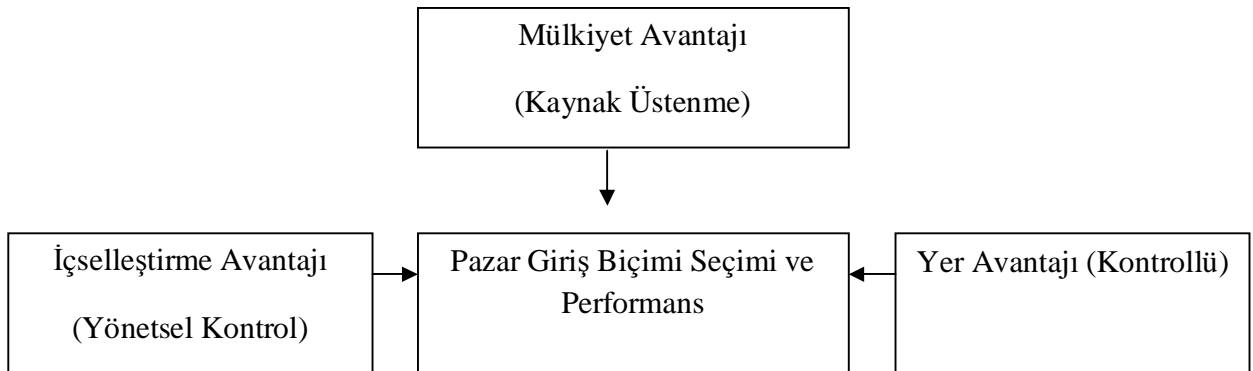 Mülkiyet Avantajı
(Kaynak Üstenme)
İçselleştirme Avantajı
(Yönetsel Kontrol)
Pazar Giriş Biçimi Seçimi ve
Performans
Yer Avantajı (Kontrollü)